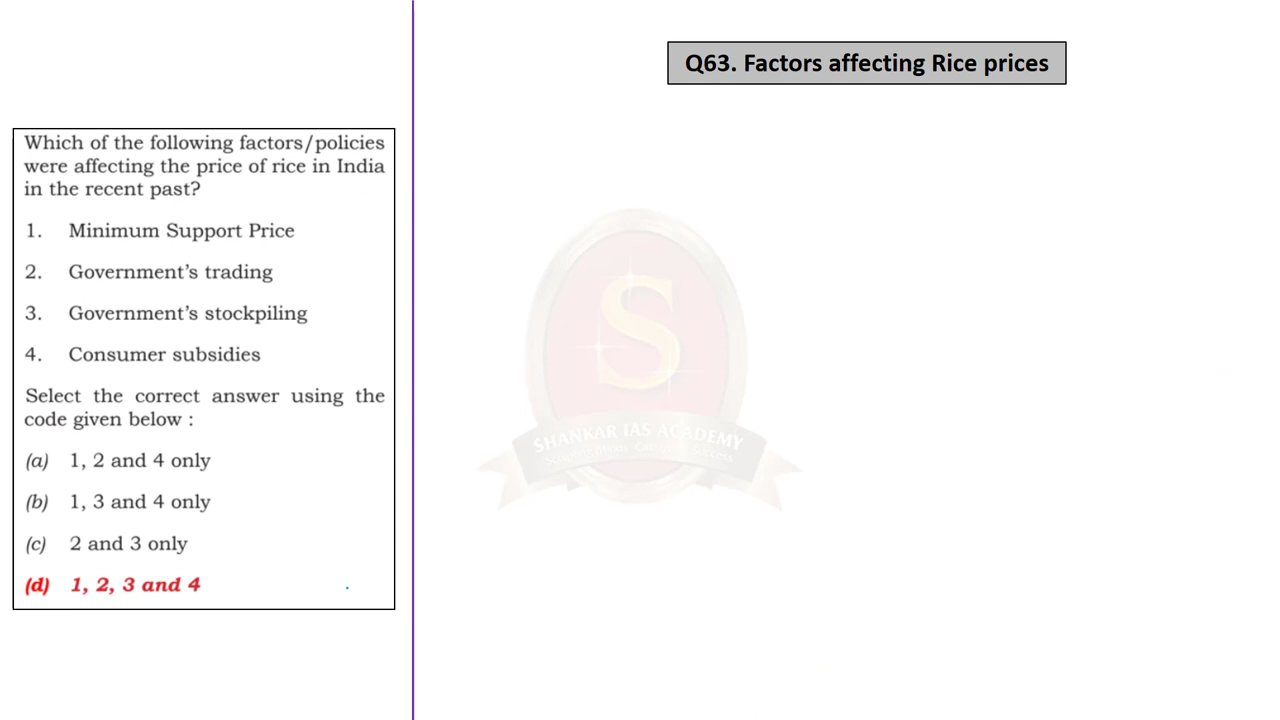 Q63. Factors affecting Rice prices
Which of the following factors/policies
were affecting the price of rice in India
in the recent past?
1. Minimum Support Price
2. Government's trading
3. Government's stockpiling
4. Consumer subsidies
Select the correct answer using the
code given below :
(a) 1, 2 and 4 only
(b) 1, 3 and 4 only
(c) 2 and 3 only
(d) 1, 2, 3 and 4
S
SHANKAR IAS ACADEMY